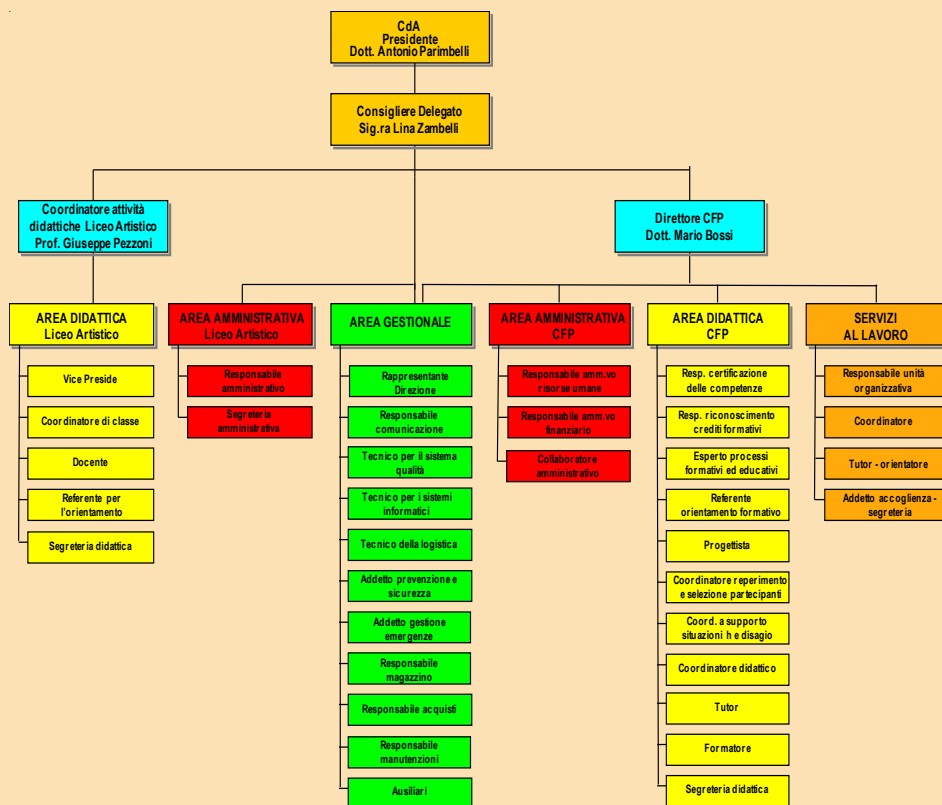 CdA
Presidente
Dott. Antonio Parimbelli
Consigliere Delegato
Sig.ra Lina Zambelli
Coordinatore attività
didattiche Liceo Artistico
Prof. Giuseppe Pezzoni
Direttore CFP
Dott. Mario Bossi
AREA DIDATTICA
Liceo Artistico
Vice Preside
Coordinatore di classe
Docente
Referente per
l'orientamento
Segreteria didattica
AREA AMMINISTRATIVA
Liceo Artistico
Responsabile
amministrativo
Segreteria
amministrativa
AREA GESTIONALE
Rappresentante
Direzione
Responsabile
comunicazione
Tecnico per il sistema
qualità
Tecnico per i sistemi
informatici
Tecnico della logistica
Addetto prevenzione e
sicurezza
Addetto gestione
emergenze
Responsabile
magazzino
Responsabile acquisti
Responsabile
manutenzioni
Ausiliari
AREA AMMINISTRATIVA
CFP
Responsabile amm.vo
risorse umane
Responsabile amm.vo
finanziario
Collaboratore
amministrativo
AREA DIDATTICA
CFP
Resp. certificazione
delle competenze
Resp. riconoscimento
crediti formativi
Esperto processi
formativi ed educativi
Referente
orientamento formativo
Progettista
Coordinatore reperimento
e selezione partecipanti
Coord. a supporto
situazioni h e disagio
Coordinatore didattico
Tutor
Formatore
Segreteria didattica
SERVIZI
AL LAVORO
Responsabile unità
organizzativa
Coordinatore
Tutor - orientatore
Addetto accoglienza -
segreteria